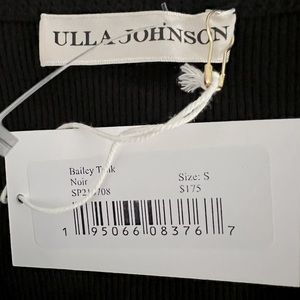 ULLA JOHNSON
Bailey Tank
Noir
Size: S
$175
1 95066 08376 7